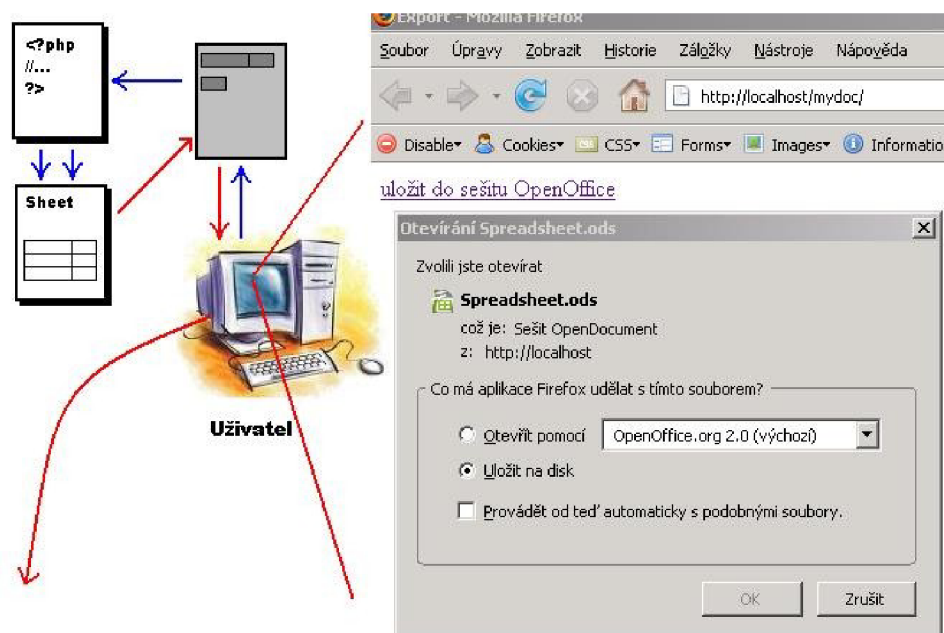 <?php
//...
?>
Sheet
Uživatel
Export - Mozilla Firefox
Soubor Úpravy Zobrazit Historie Záložky Nástroje Nápověda
http://localhost/mydoc/
Disable Cookies CSS Forms Images Informatio
uložit do sešitu OpenOffice
Otevírání Spreadsheet.ods
Zvolili jste otevírat
Spreadsheet.ods
což je: Sešit OpenDocument
z: http://localhost
Co má aplikace Firefox udělat s tímto souborem?
Otevřít pomocí OpenOffice.org 2.0 (výchozí)
Uložit na disk
Provádět od teď automaticky s podobnými soubory.
OK Zrušit